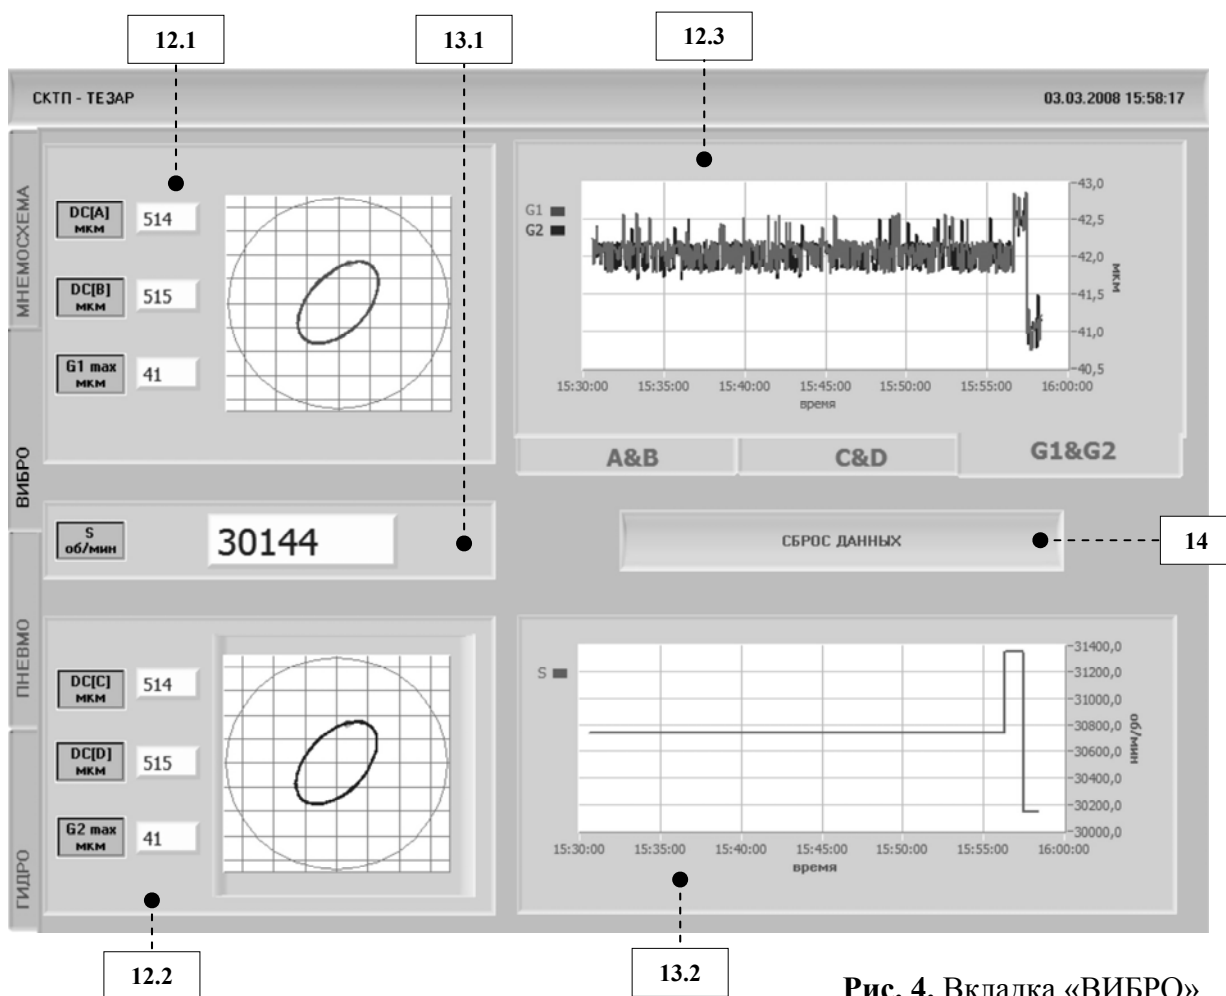 12.1
13.1
12.3
СКТП - ТЕЗАР
03.03.2008 15:58:17
МНЕМОСХЕМА
ВИБРО
ПНЕВМО
ГИДРО
DC[A]
мкм
514
DC[B]
мкм
515
G1 max
мкм
41
G1
G2
43,0
42,5
42,0
41,5
41,0
40,5
мкм
15:30:00 15:35:00 15:40:00 15:45:00 15:50:00 15:55:00 16:00:00
время
A&B
C&D
G1&G2
S
об/мин
30144
СБРОС ДАННЫХ
14
DC[C]
мкм
514
DC[D]
мкм
515
G2 max
мкм
41
S
31400,0
31200,0
31000,0
30800,0
30600,0
30400,0
30200,0
30000,0
об/мин
15:30:00 15:35:00 15:40:00 15:45:00 15:50:00 15:55:00 16:00:00
время
12.2
13.2
Рис. 4. Вкладка «ВИБРО»